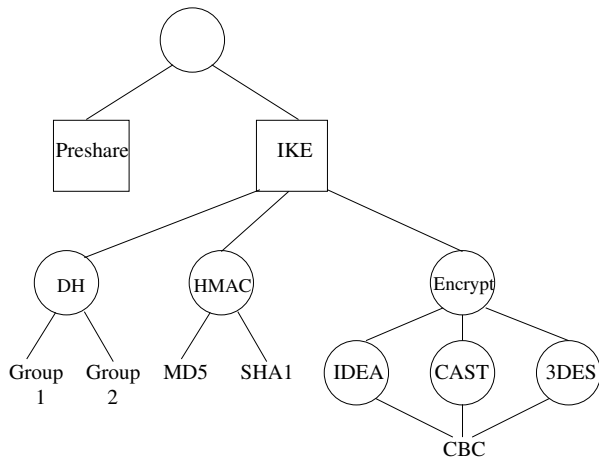 Preshare
IKE
DH
HMAC
Encrypt
Group
1
Group
2
MD5
SHA1
IDEA
CAST
3DES
CBC